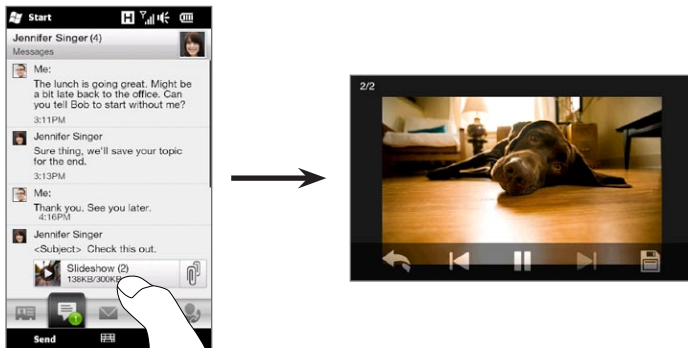 Start
H
Jennifer Singer (4)
Messages
Me:
The lunch is going great. Might be
a bit late back to the office. Can
you tell Bob to start without me?
3:11PM
Jennifer Singer
Sure thing, we'll save your topic
for the end.
3:13PM
Me:
Thank you. See you later.
4:16PM
Jennifer Singer
<Subject> Check this out.
Slideshow (2)
138KB/300KB
1
Send
2/2